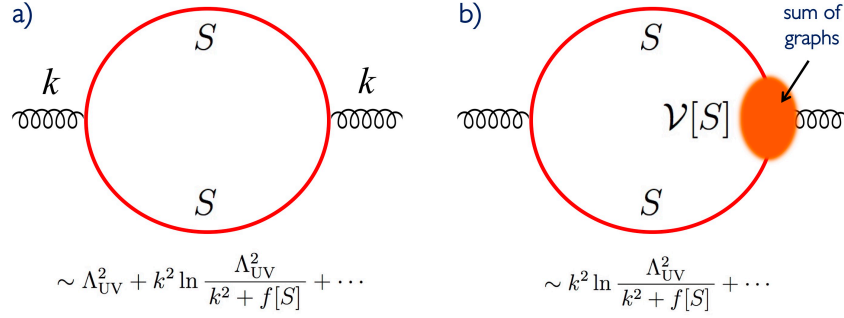 a)
S
k
k
S
∼ Λ²_UV + k² ln Λ²_UV / (k² + f[S]) + ⋯
b)
sum of
graphs
S
𝒱[S]
S
∼ k² ln Λ²_UV / (k² + f[S]) + ⋯